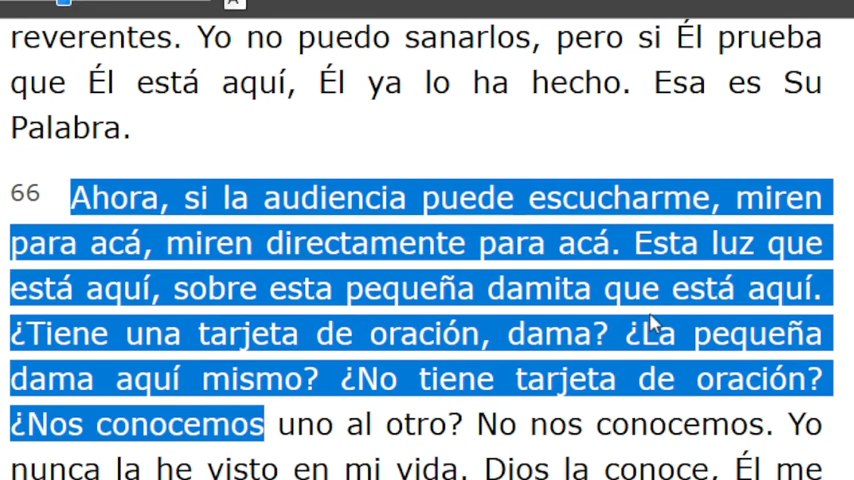 A
reverentes. Yo no puedo sanarlos, pero si Él prueba
que Él está aquí, Él ya lo ha hecho. Esa es Su
Palabra.
66 Ahora, si la audiencia puede escucharme, miren
para acá, miren directamente para acá. Esta luz que
está aquí, sobre esta pequeña damita que está aquí.
¿Tiene una tarjeta de oración, dama? ¿La pequeña
dama aquí mismo? ¿No tiene tarjeta de oración?
¿Nos conocemos uno al otro? No nos conocemos. Yo
nunca la he visto en mi vida. Dios la conoce, Él me